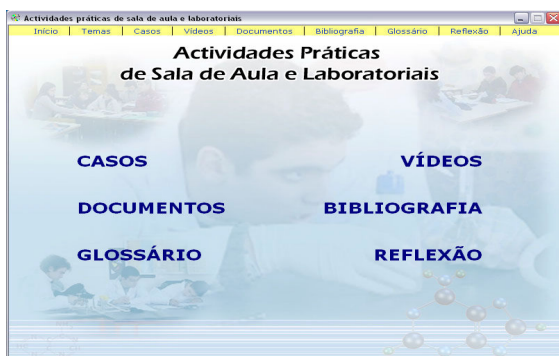 Actividades práticas de sala de aula e laboratoriais
Início | Temas | Casos | Vídeos | Documentos | Bibliografia | Glossário | Reflexão | Ajuda
Actividades Práticas
de Sala de Aula e Laboratoriais
CASOS
VÍDEOS
DOCUMENTOS
BIBLIOGRAFIA
GLOSSÁRIO
REFLEXÃO